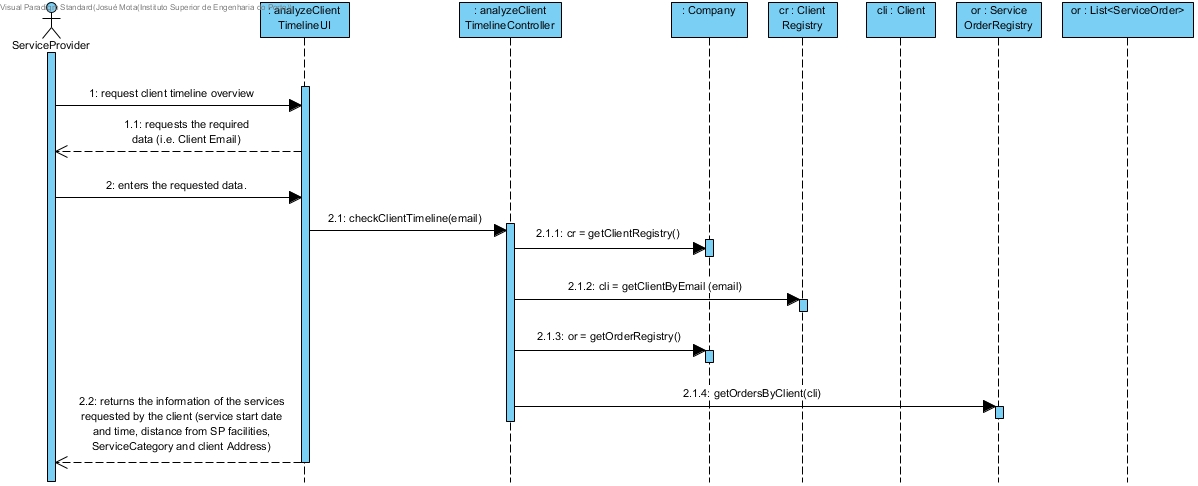 Visual Paradigm Standard(Josué Mota(Instituto Superior de Engenharia do
ServiceProvider
: analyzeClient
TimelineUI
: analyzeClient
TimelineController
: Company
cr : Client
Registry
cli : Client
or : Service
OrderRegistry
or : List<ServiceOrder>
1: request client timeline overview
1.1: requests the required
data (i.e. Client Email)
2: enters the requested data.
2.1: checkClientTimeline(email)
2.1.1: cr = getClientRegistry()
2.1.2: cli = getClientByEmail (email)
2.1.3: or = getOrderRegistry()
2.1.4: getOrdersByClient(cli)
2.2: returns the information of the services
requested by the client (service start date
and time, distance from SP facilities,
ServiceCategory and client Address)